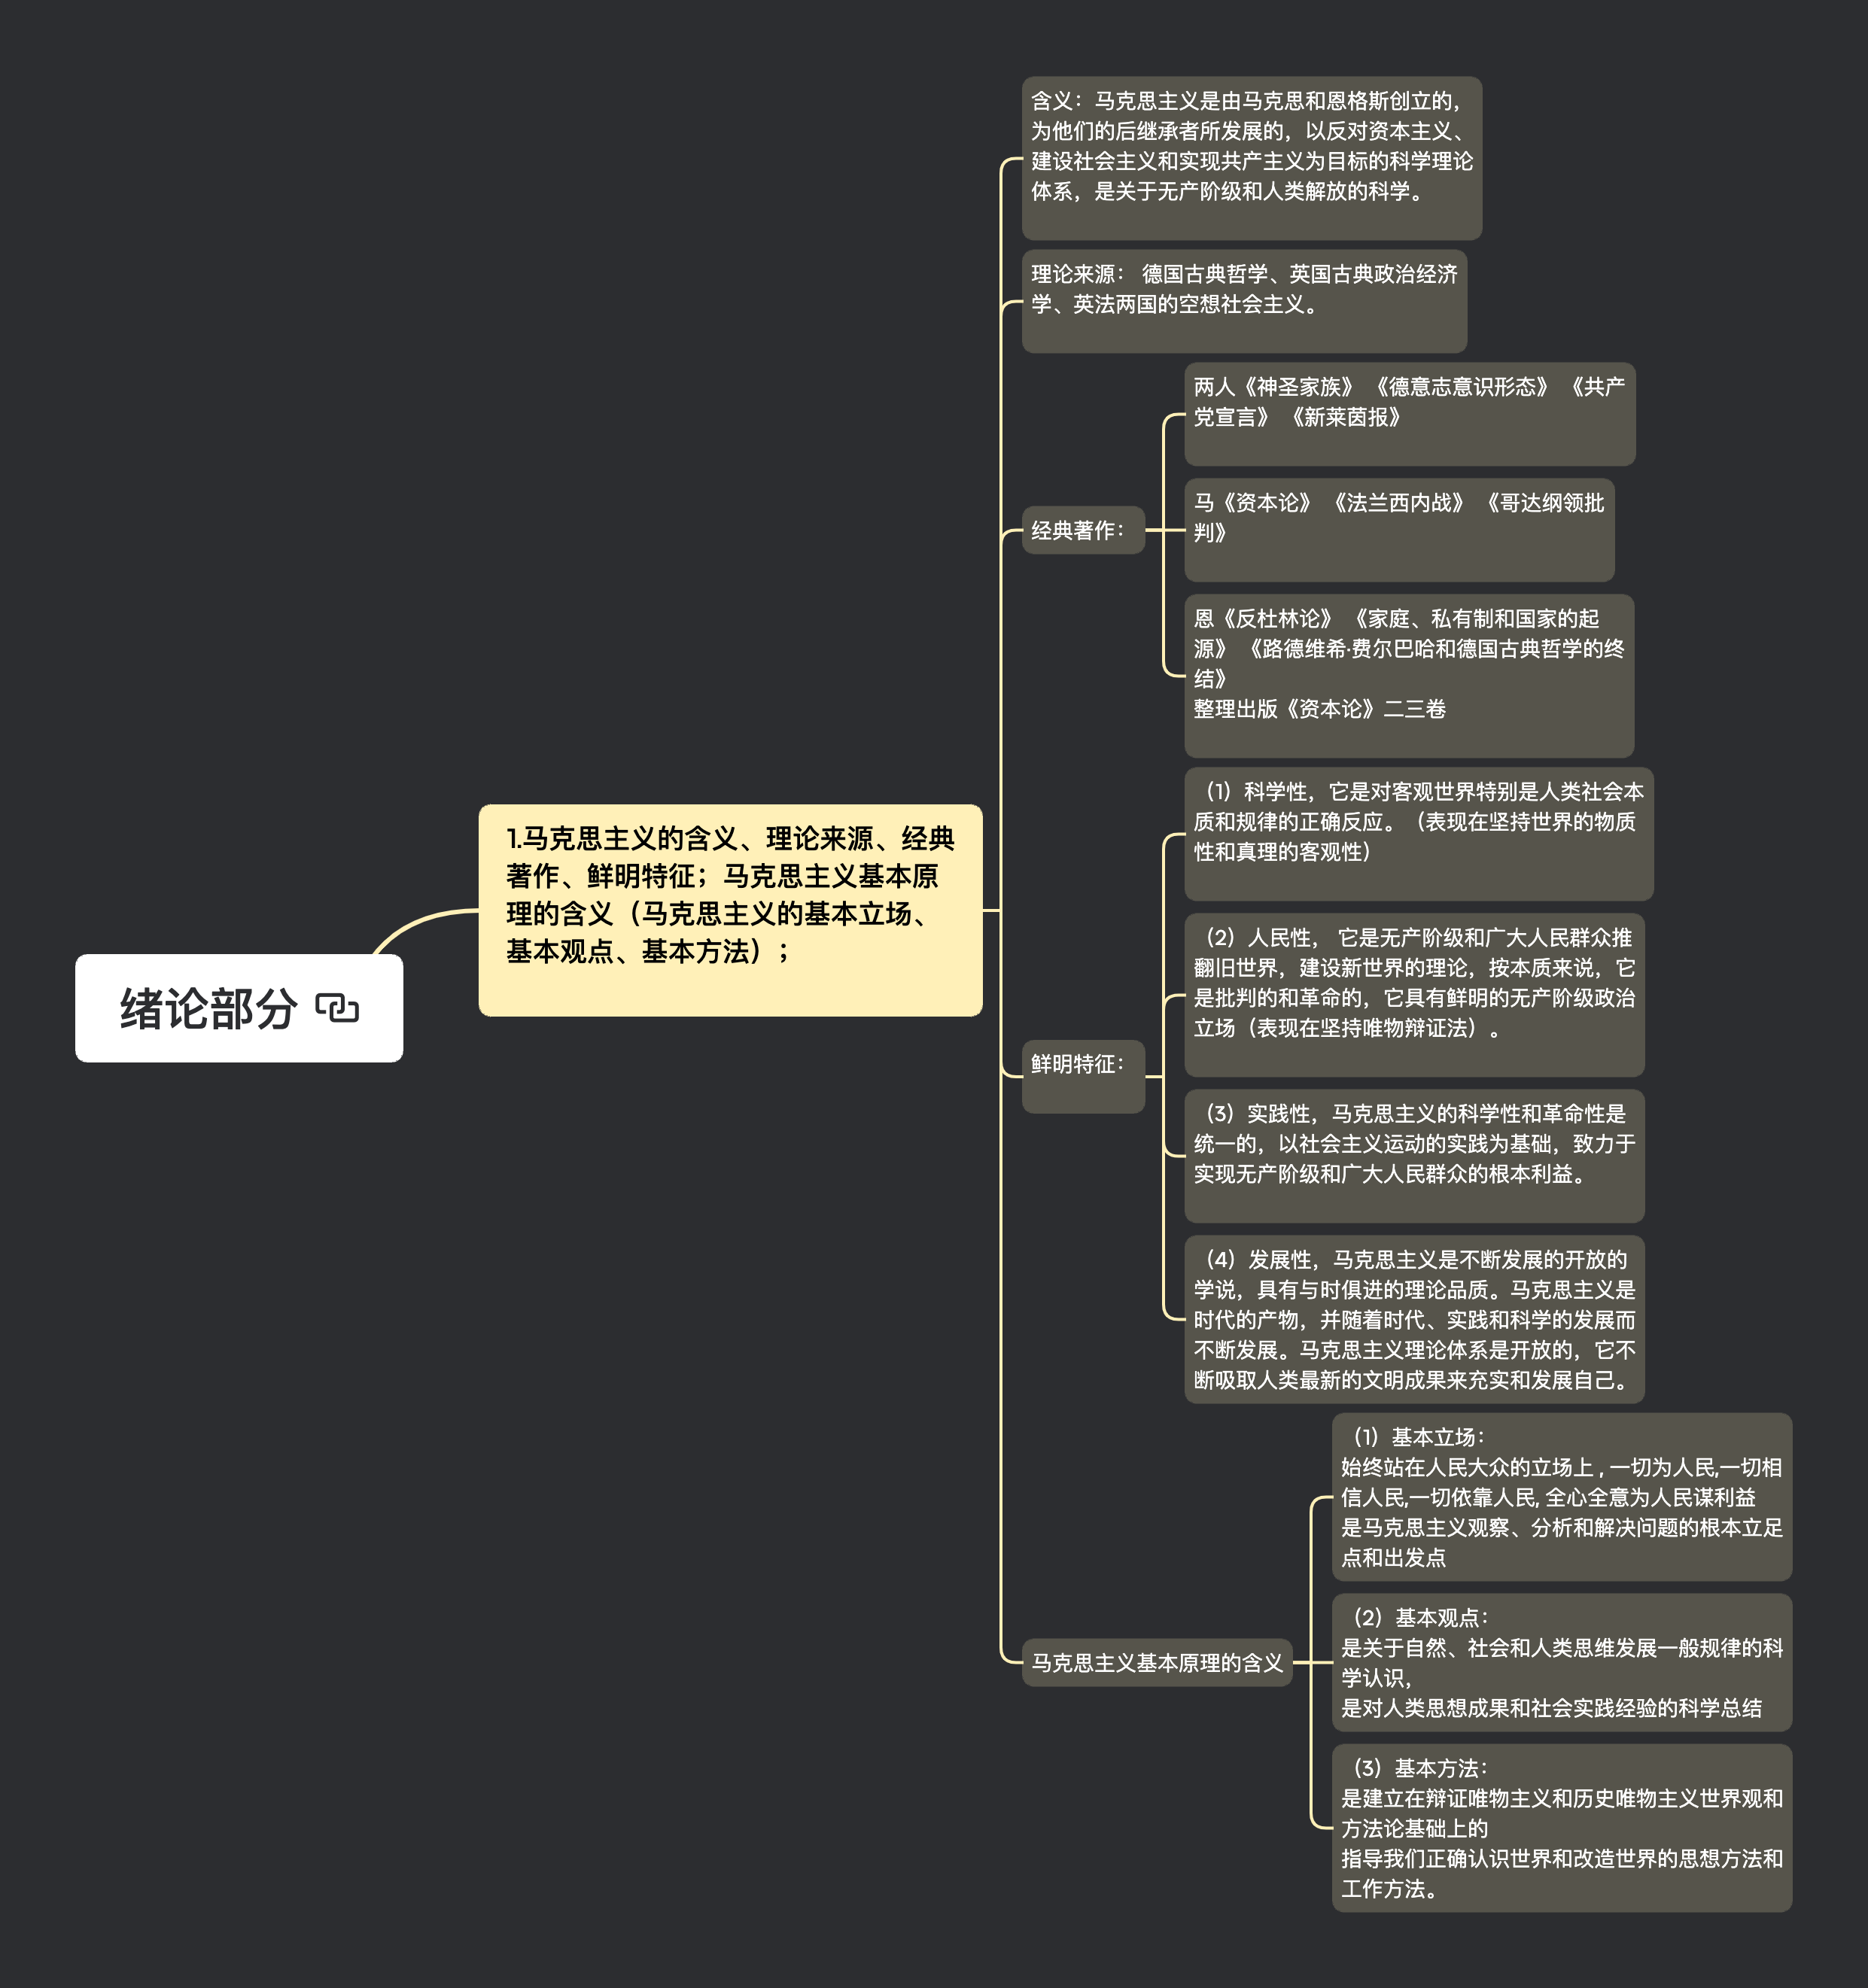 绪论部分
1.马克思主义的含义、理论来源、经典
著作、鲜明特征；马克思主义基本原
理的含义（马克思主义的基本立场、
基本观点、基本方法）；
含义：马克思主义是由马克思和恩格斯创立的，
为他们的后继承者所发展的，以反对资本主义、
建设社会主义和实现共产主义为目标的科学理论
体系，是关于无产阶级和人类解放的科学。
理论来源： 德国古典哲学、英国古典政治经济
学、英法两国的空想社会主义。
经典著作：
两人《神圣家族》 《德意志意识形态》 《共产
党宣言》 《新莱茵报》
马《资本论》 《法兰西内战》 《哥达纲领批
判》
恩《反杜林论》 《家庭、私有制和国家的起
源》 《路德维希·费尔巴哈和德国古典哲学的终
结》
整理出版《资本论》二三卷
鲜明特征：
（1）科学性，它是对客观世界特别是人类社会本
质和规律的正确反应。（表现在坚持世界的物质
性和真理的客观性）
（2）人民性， 它是无产阶级和广大人民群众推
翻旧世界，建设新世界的理论，按本质来说，它
是批判的和革命的，它具有鲜明的无产阶级政治
立场（表现在坚持唯物辩证法）。
（3）实践性，马克思主义的科学性和革命性是
统一的，以社会主义运动的实践为基础，致力于
实现无产阶级和广大人民群众的根本利益。
（4）发展性，马克思主义是不断发展的开放的
学说，具有与时俱进的理论品质。马克思主义是
时代的产物，并随着时代、实践和科学的发展而
不断发展。马克思主义理论体系是开放的，它不
断吸取人类最新的文明成果来充实和发展自己。
马克思主义基本原理的含义
（1）基本立场：
始终站在人民大众的立场上 , 一切为人民,一切相
信人民,一切依靠人民, 全心全意为人民谋利益
是马克思主义观察、分析和解决问题的根本立足
点和出发点
（2）基本观点：
是关于自然、社会和人类思维发展一般规律的科
学认识，
是对人类思想成果和社会实践经验的科学总结
（3）基本方法：
是建立在辩证唯物主义和历史唯物主义世界观和
方法论基础上的
指导我们正确认识世界和改造世界的思想方法和
工作方法。